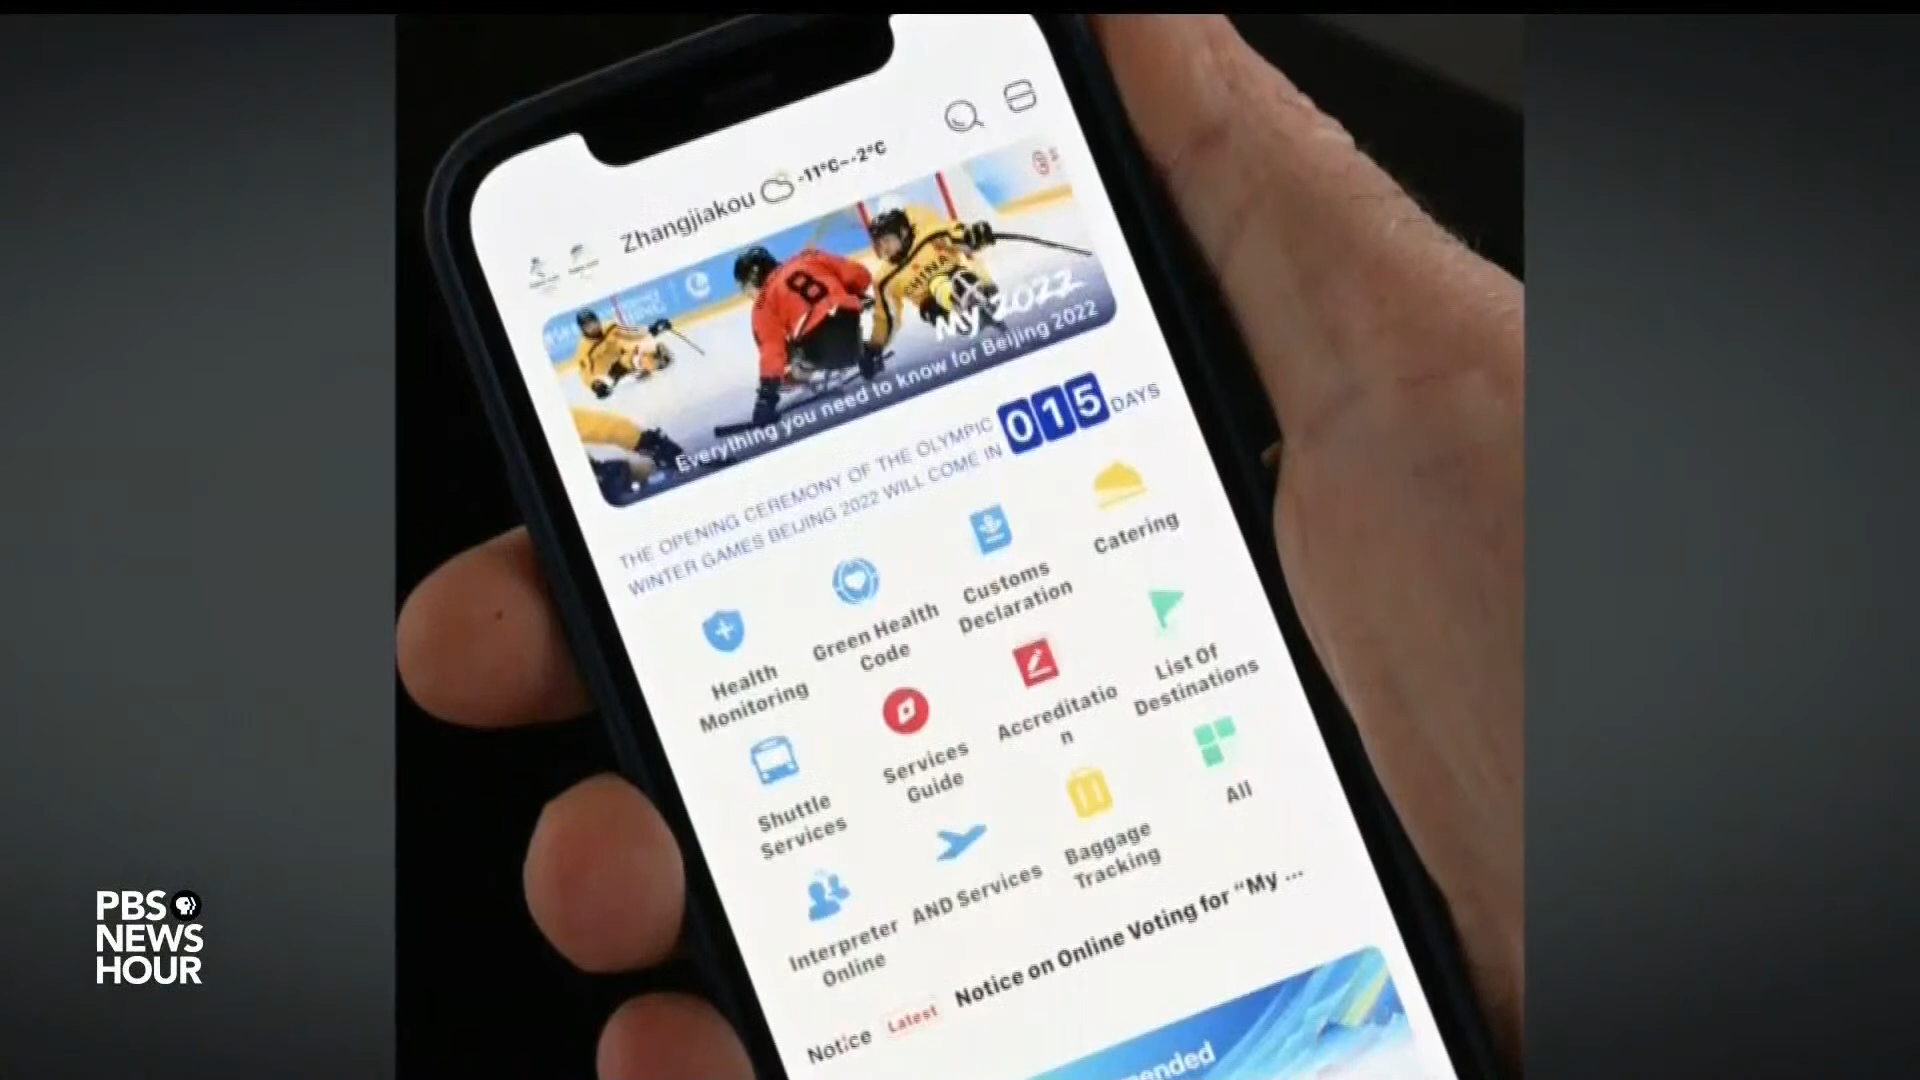 Zhangjiakou
-11°C~-2°C
8
CHINA
My 2022
Everything you need to know for Beijing 2022
THE OPENING CEREMONY OF THE OLYMPIC
WINTER GAMES BEIJING 2022 WILL COME IN
015 DAYS
Health
Monitoring
Green Health
Code
Customs
Declaration
Catering
Shuttle
Services
Services
Guide
Accreditatio
n
List Of
Destinations
Interpreter
Online
AND Services
Baggage
Tracking
All
Notice Latest Notice on Online Voting for “My ...
PBS
NEWS
HOUR